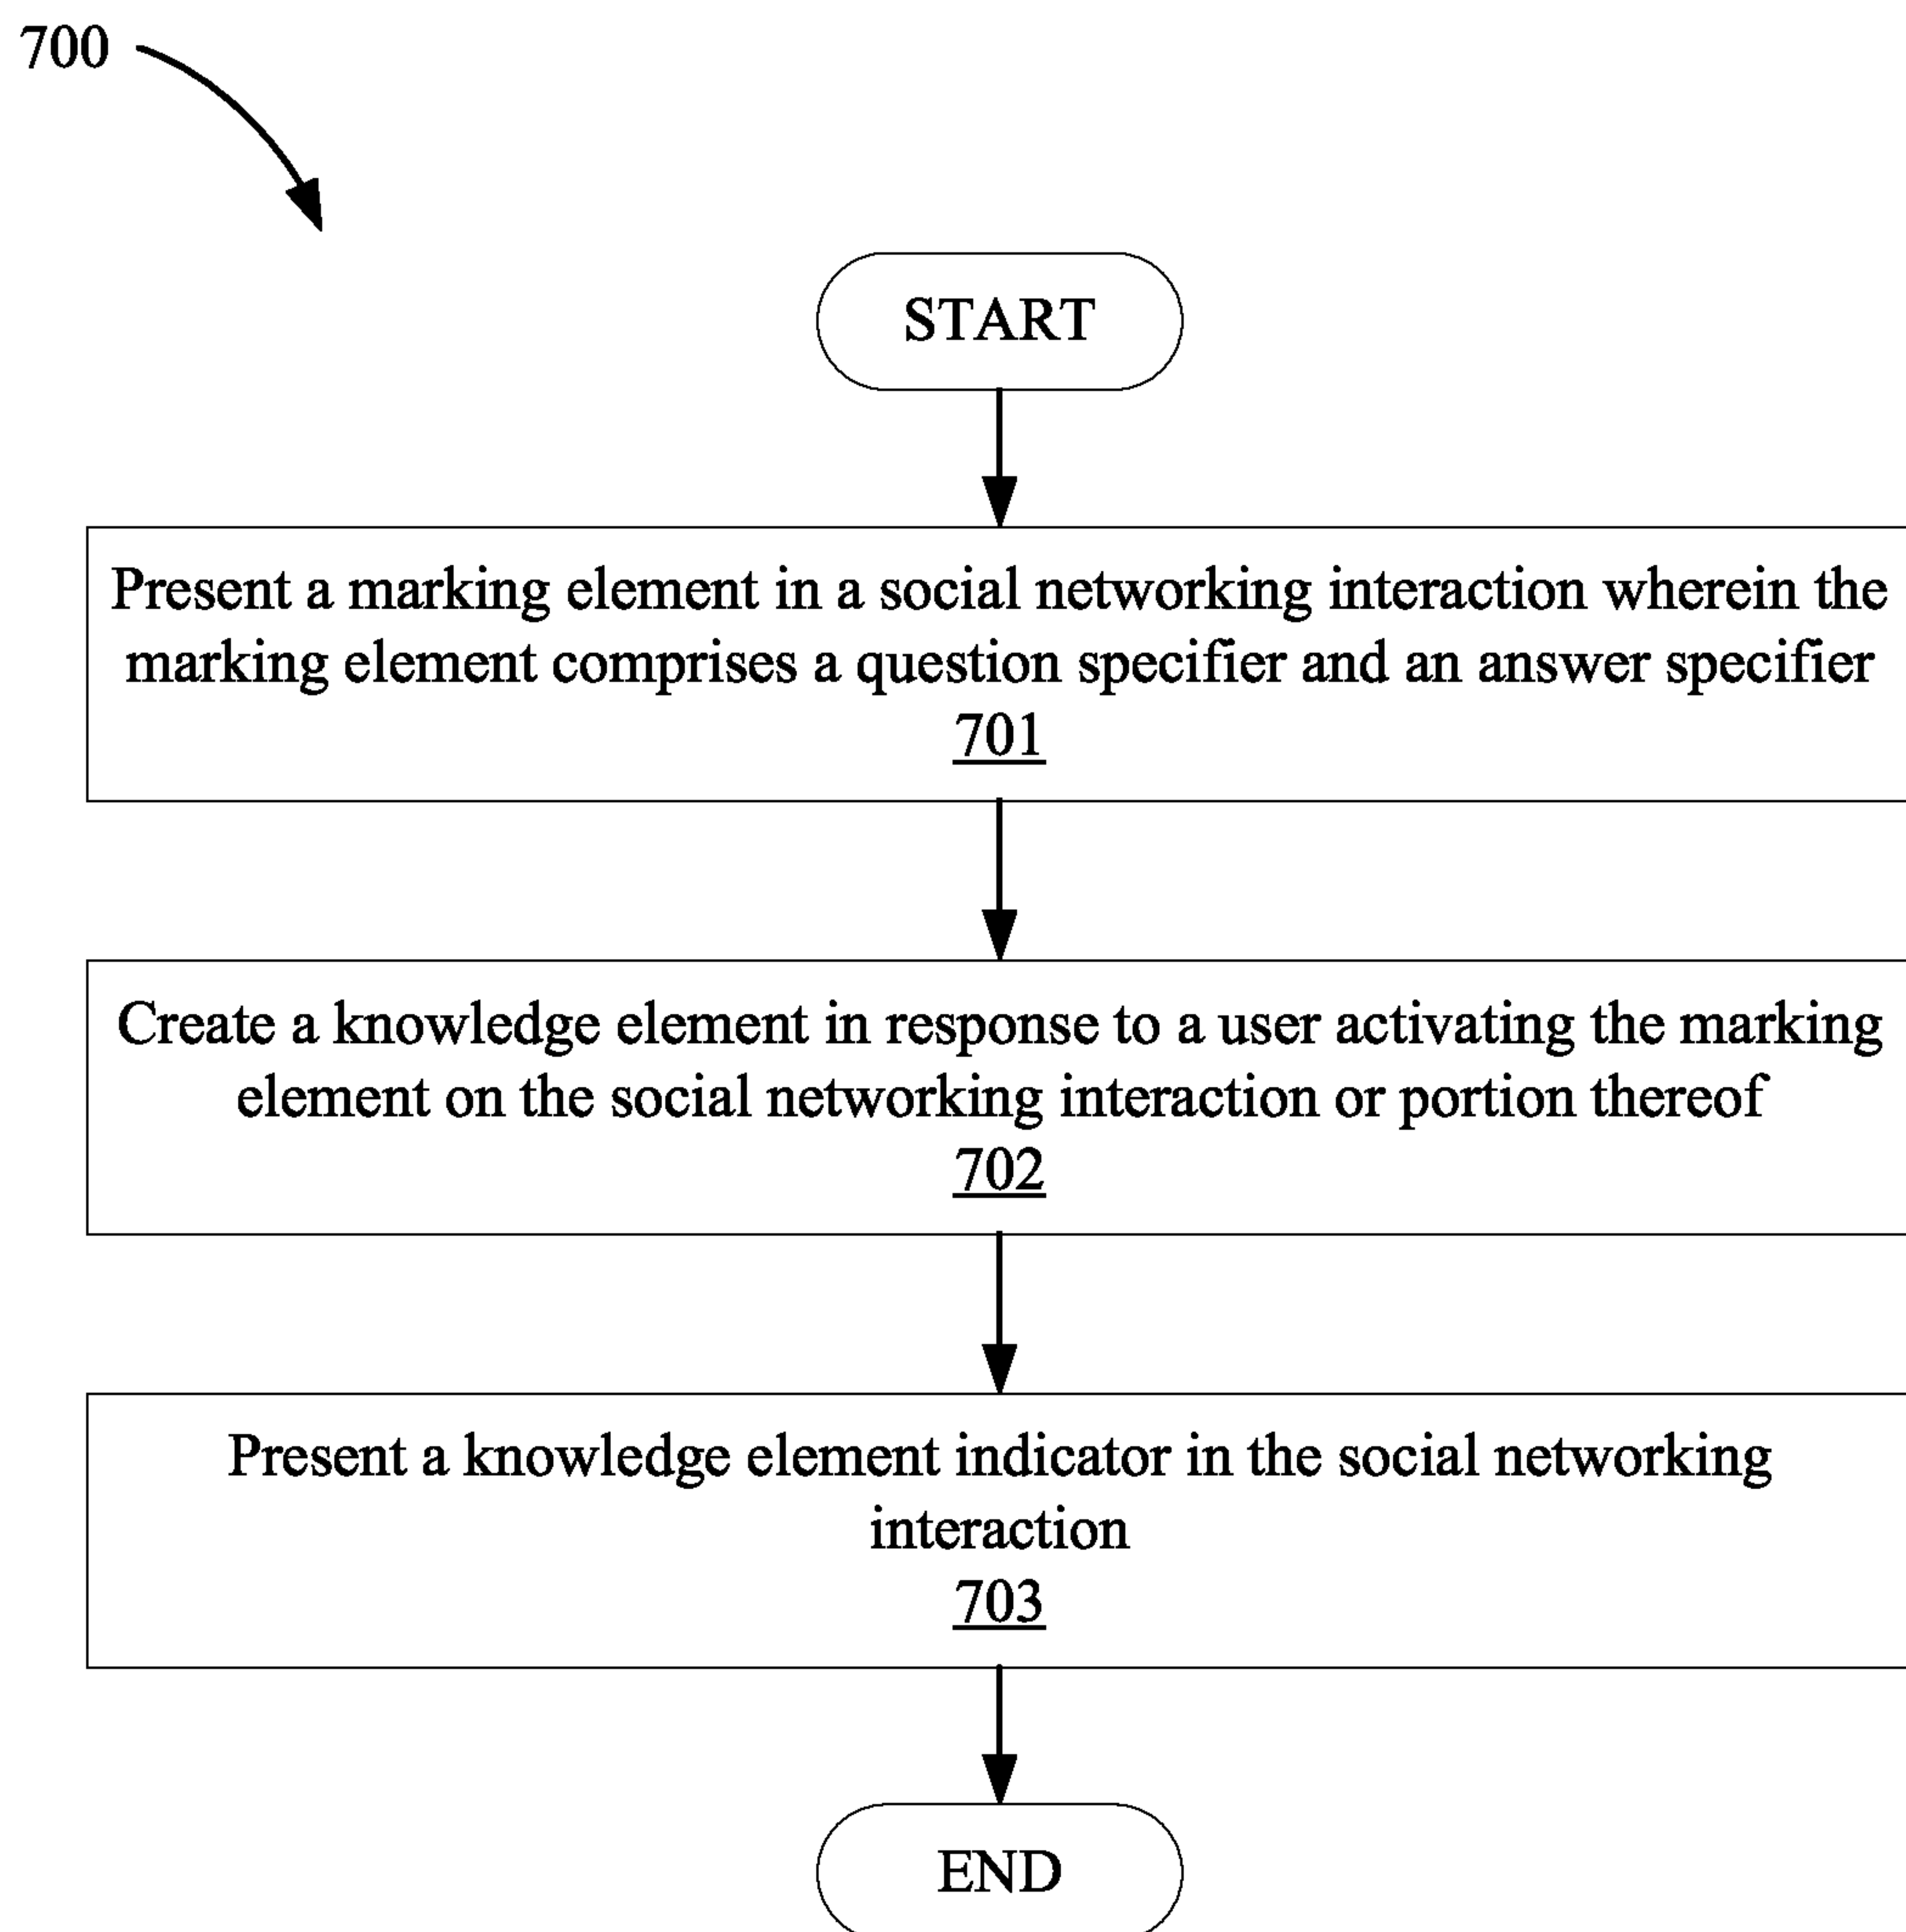 700
START
Present a marking element in a social networking interaction wherein the
marking element comprises a question specifier and an answer specifier
701
Create a knowledge element in response to a user activating the marking
element on the social networking interaction or portion thereof
702
Present a knowledge element indicator in the social networking
interaction
703
END